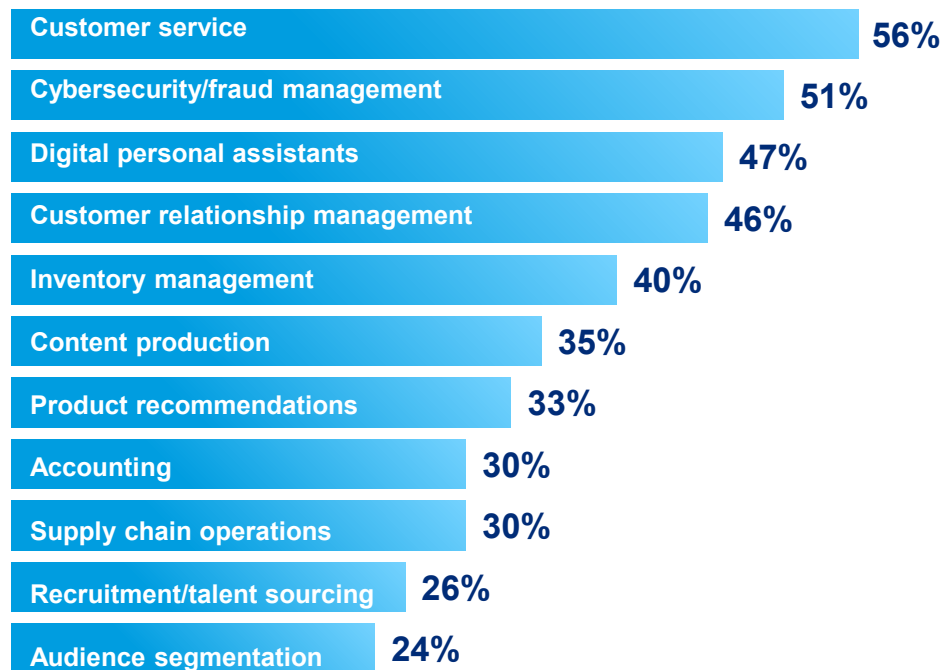 Customer service 56%
Cybersecurity/fraud management 51%
Digital personal assistants 47%
Customer relationship management 46%
Inventory management 40%
Content production 35%
Product recommendations 33%
Accounting 30%
Supply chain operations 30%
Recruitment/talent sourcing 26%
Audience segmentation 24%